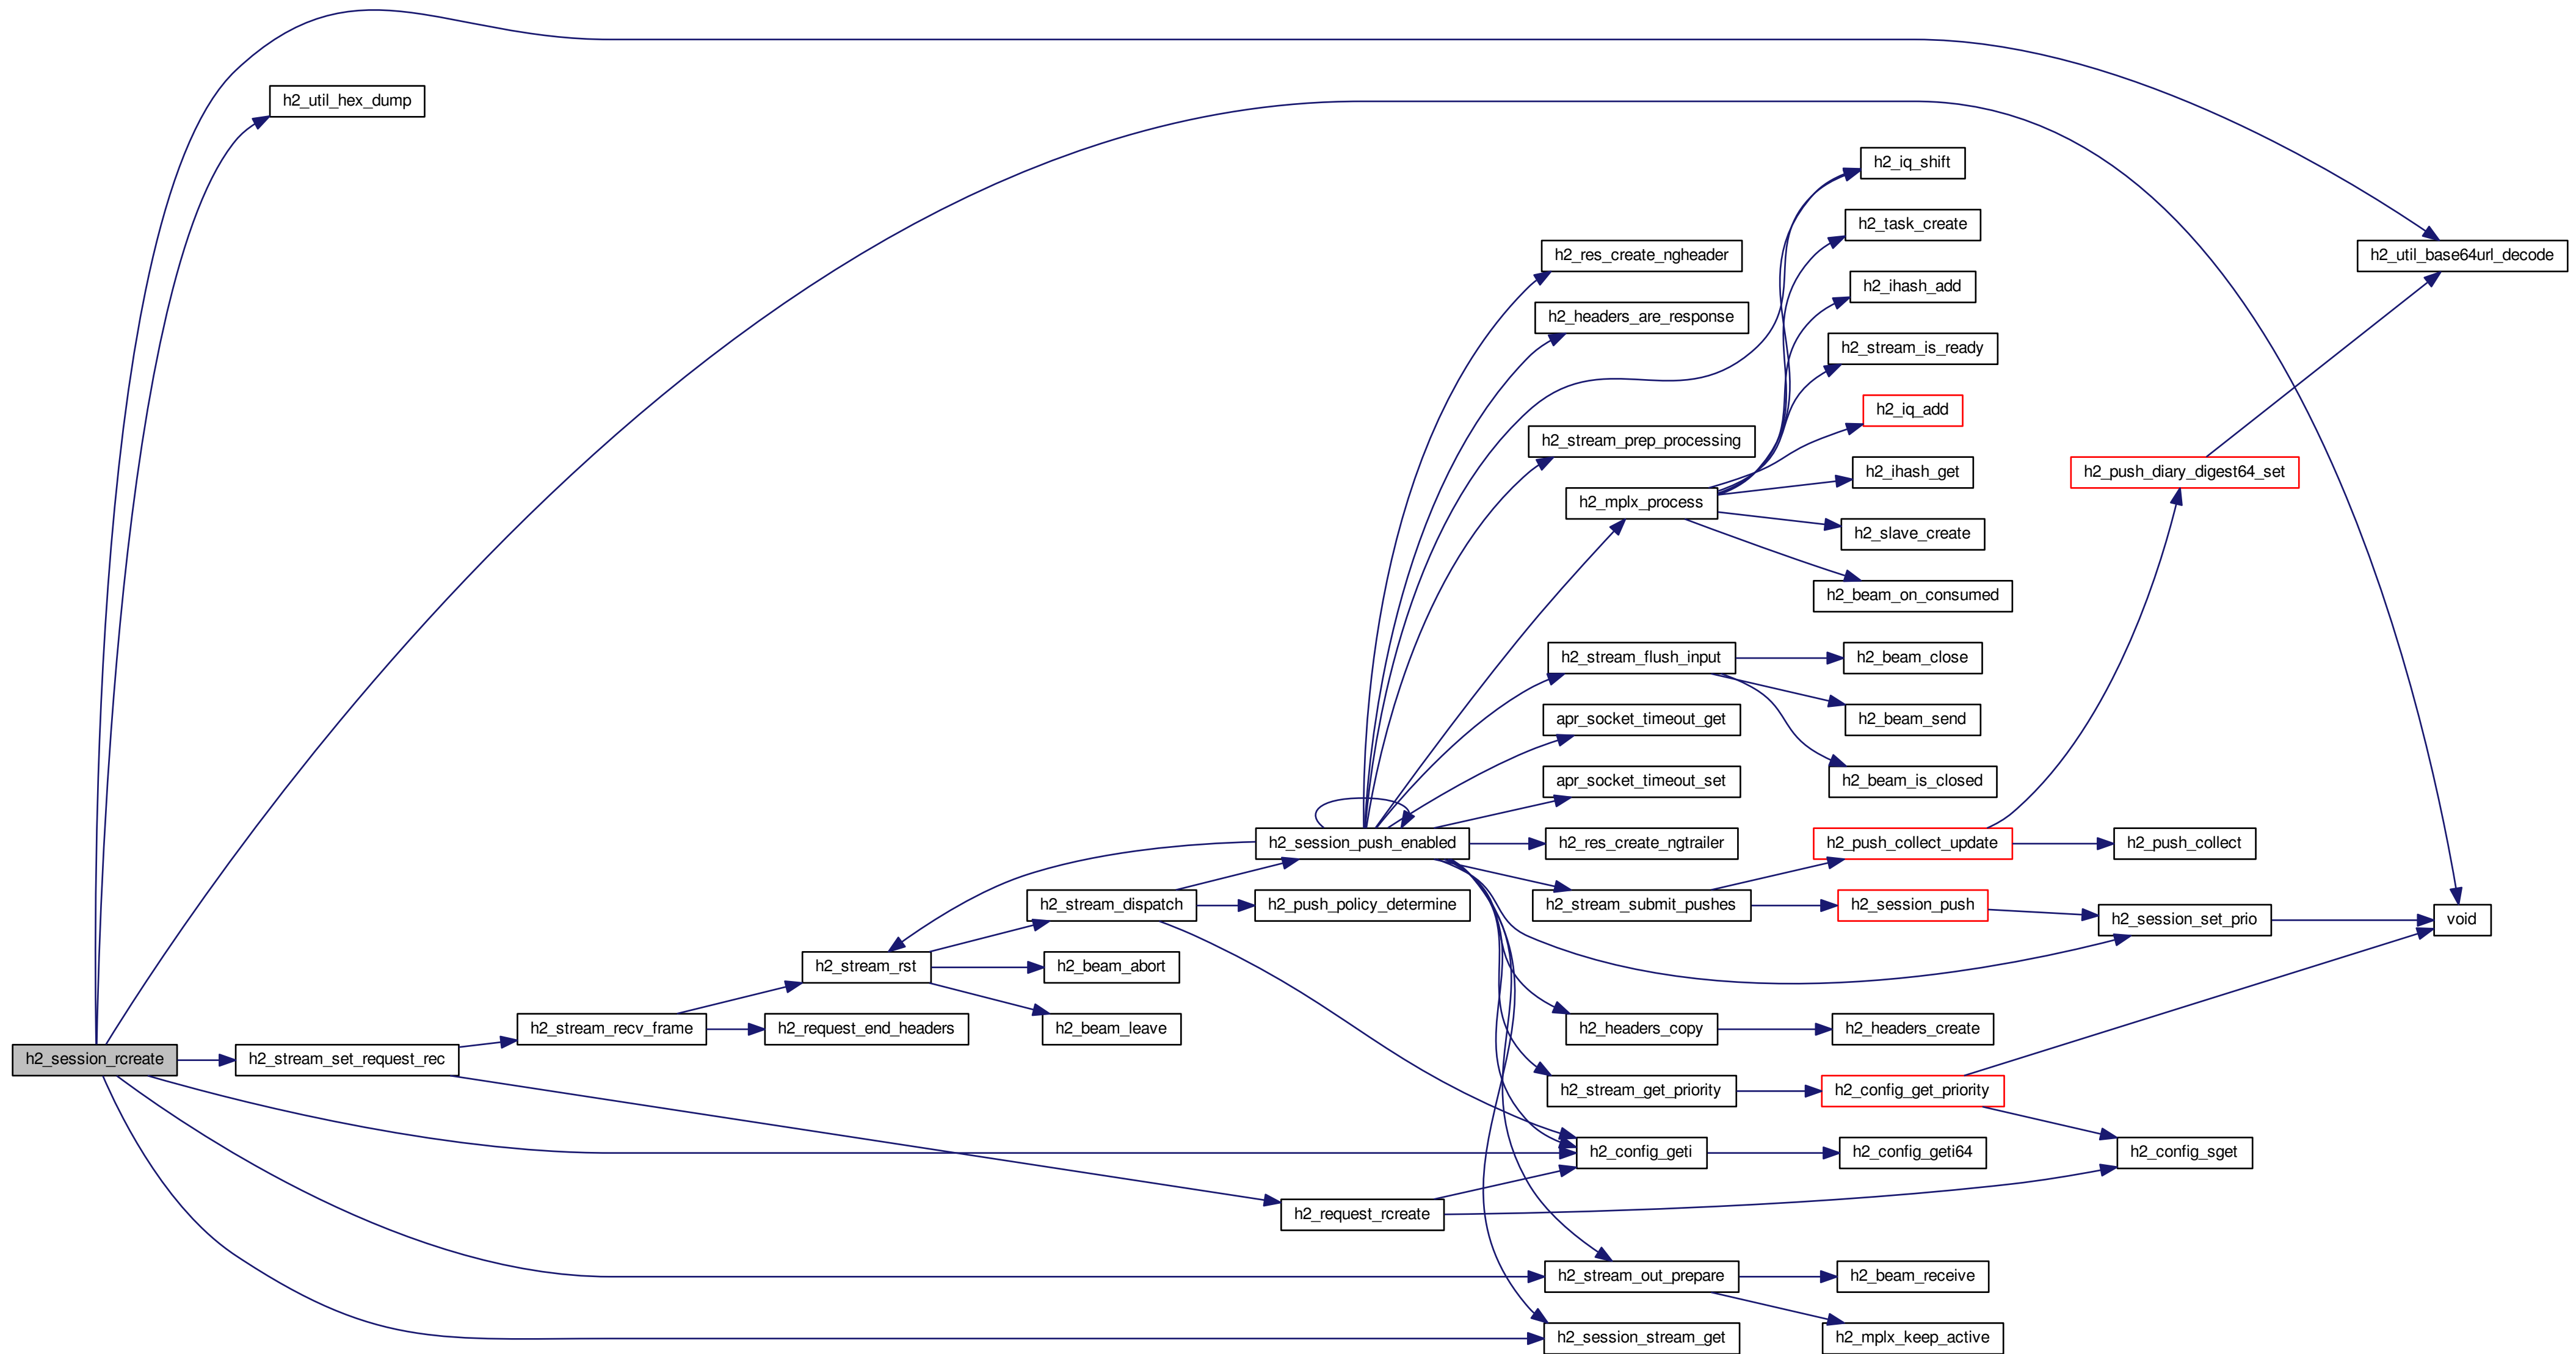 h2_util_hex_dump
h2_iq_shift
h2_task_create
h2_res_create_ngheader
h2_util_base64url_decode
h2_ihash_add
h2_headers_are_response
h2_stream_is_ready
h2_iq_add
h2_stream_prep_processing
h2_ihash_get
h2_push_diary_digest64_set
h2_mplx_process
h2_slave_create
h2_beam_on_consumed
h2_stream_flush_input
h2_beam_close
apr_socket_timeout_get
h2_beam_send
apr_socket_timeout_set
h2_beam_is_closed
h2_session_push_enabled
h2_res_create_ngtrailer
h2_push_collect_update
h2_push_collect
h2_stream_dispatch
h2_push_policy_determine
h2_stream_submit_pushes
h2_session_push
h2_session_set_prio
void
h2_stream_rst
h2_beam_abort
h2_stream_recv_frame
h2_request_end_headers
h2_beam_leave
h2_headers_copy
h2_headers_create
h2_session_rcreate
h2_stream_set_request_rec
h2_stream_get_priority
h2_config_get_priority
h2_config_geti
h2_config_geti64
h2_config_sget
h2_request_rcreate
h2_stream_out_prepare
h2_beam_receive
h2_session_stream_get
h2_mplx_keep_active